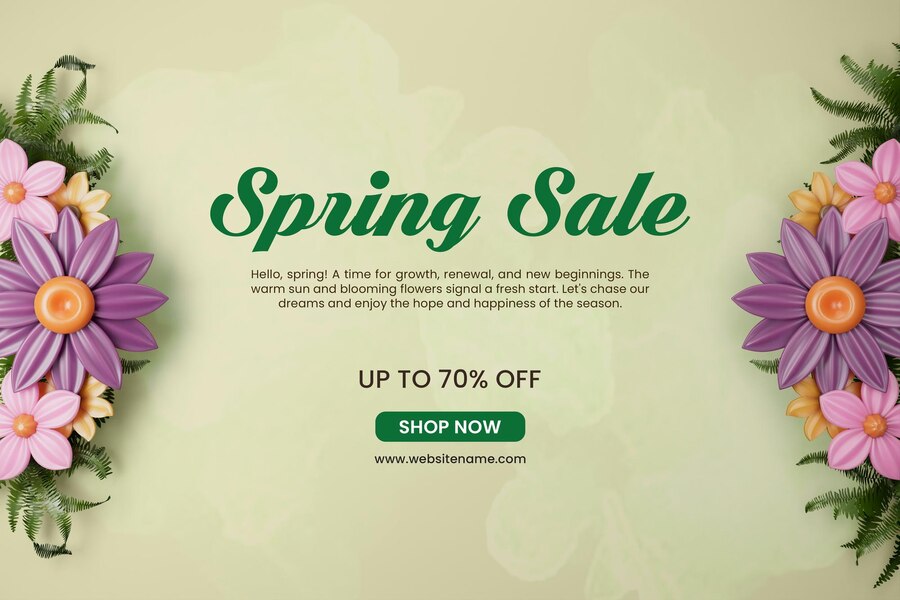 Spring Sale
Hello, spring! A time for growth, renewal, and new beginnings. The
warm sun and blooming flowers signal a fresh start. Let's chase our
dreams and enjoy the hope and happiness of the season.
UP TO 70% OFF
SHOP NOW
www.websitename.com